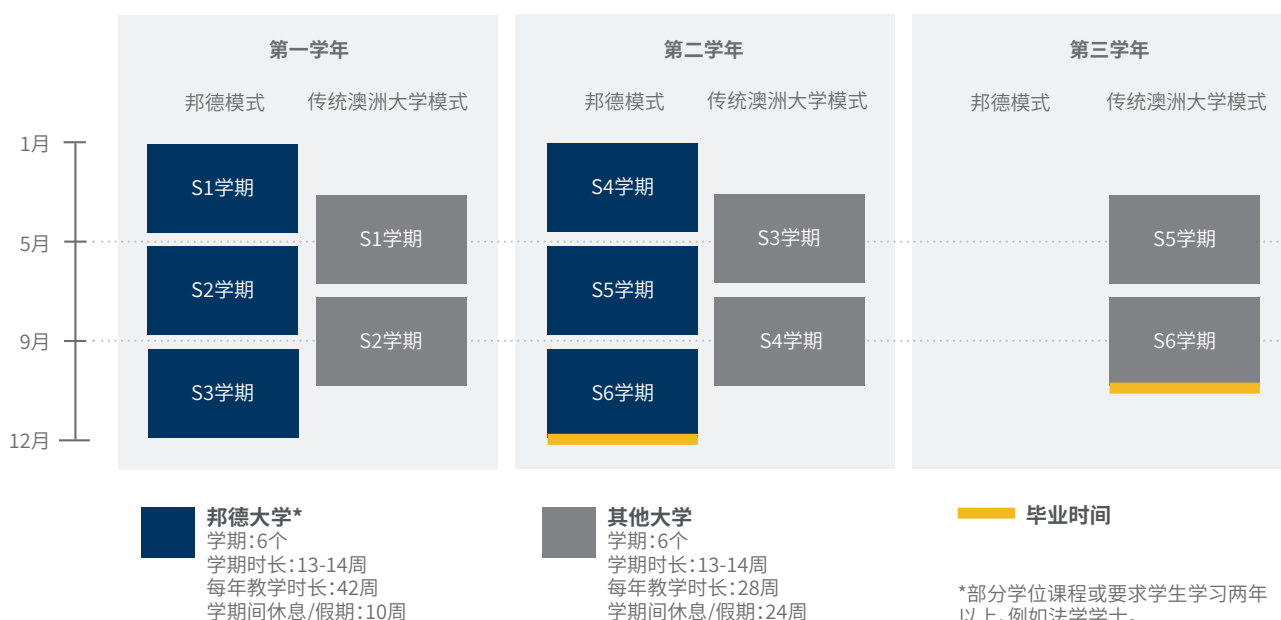 第一学年
第二学年
第三学年
邦德模式
传统澳洲大学模式
邦德模式
传统澳洲大学模式
邦德模式
传统澳洲大学模式
1月
5月
9月
12月
S1学期
S2学期
S3学期
S1学期
S2学期
S4学期
S5学期
S6学期
S3学期
S4学期
S5学期
S6学期
邦德大学*
学期:6个
学期时长:13-14周
每年教学时长:42周
学期间休息/假期:10周
其他大学
学期:6个
学期时长:13-14周
每年教学时长:28周
学期间休息/假期:24周
毕业时间
*部分学位课程或要求学生学习两年
以上,例如法学学士。